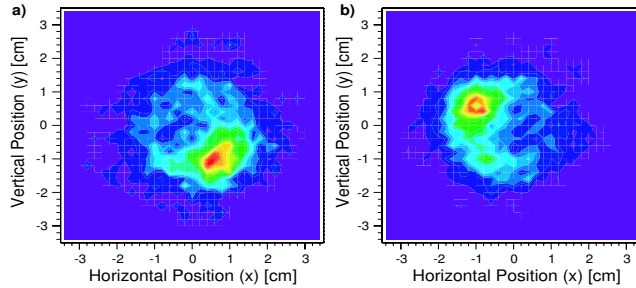 a)
Vertical Position (y) [cm]
3
2
1
0
-1
-2
-3
-3 -2 -1 0 1 2 3
Horizontal Position (x) [cm]
b)
Vertical Position (y) [cm]
3
2
1
0
-1
-2
-3
-3 -2 -1 0 1 2 3
Horizontal Position (x) [cm]